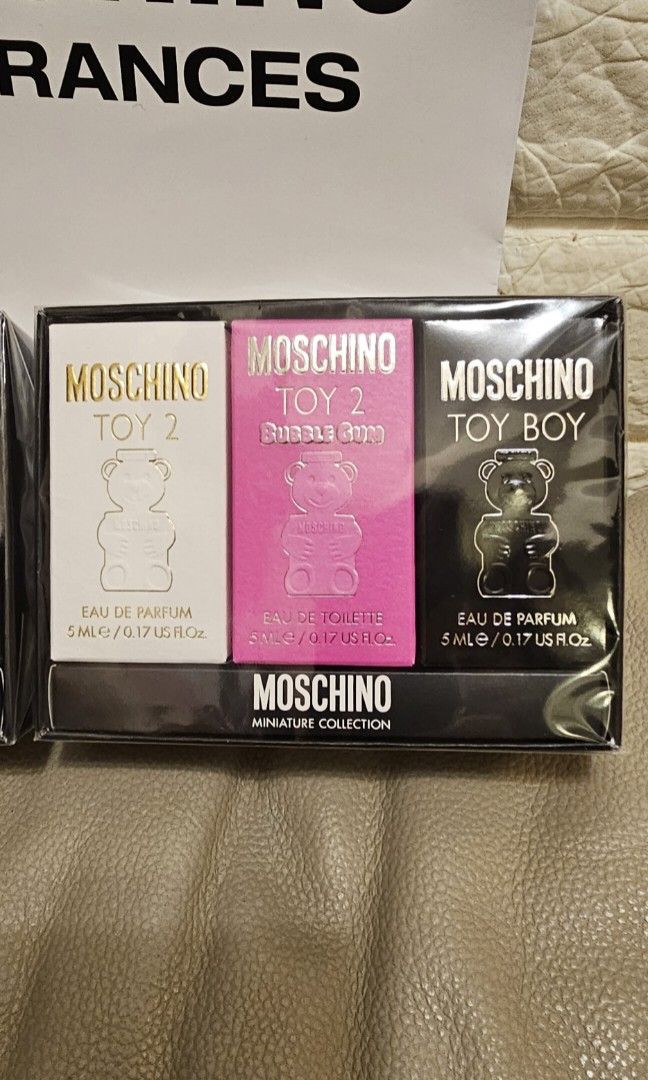 RANCES
MOSCHINO
TOY 2
MOSCHINO
EAU DE PARFUM
5 ML e / 0.17 US Fl.Oz.
MOSCHINO
TOY 2
BUBBLE GUM
MOSCHINO
EAU DE TOILETTE
5 ML e / 0.17 US Fl.Oz.
MOSCHINO
TOY BOY
MOSCHINO
EAU DE PARFUM
5 ML e / 0.17 US Fl.Oz.
MOSCHINO
MINIATURE COLLECTION